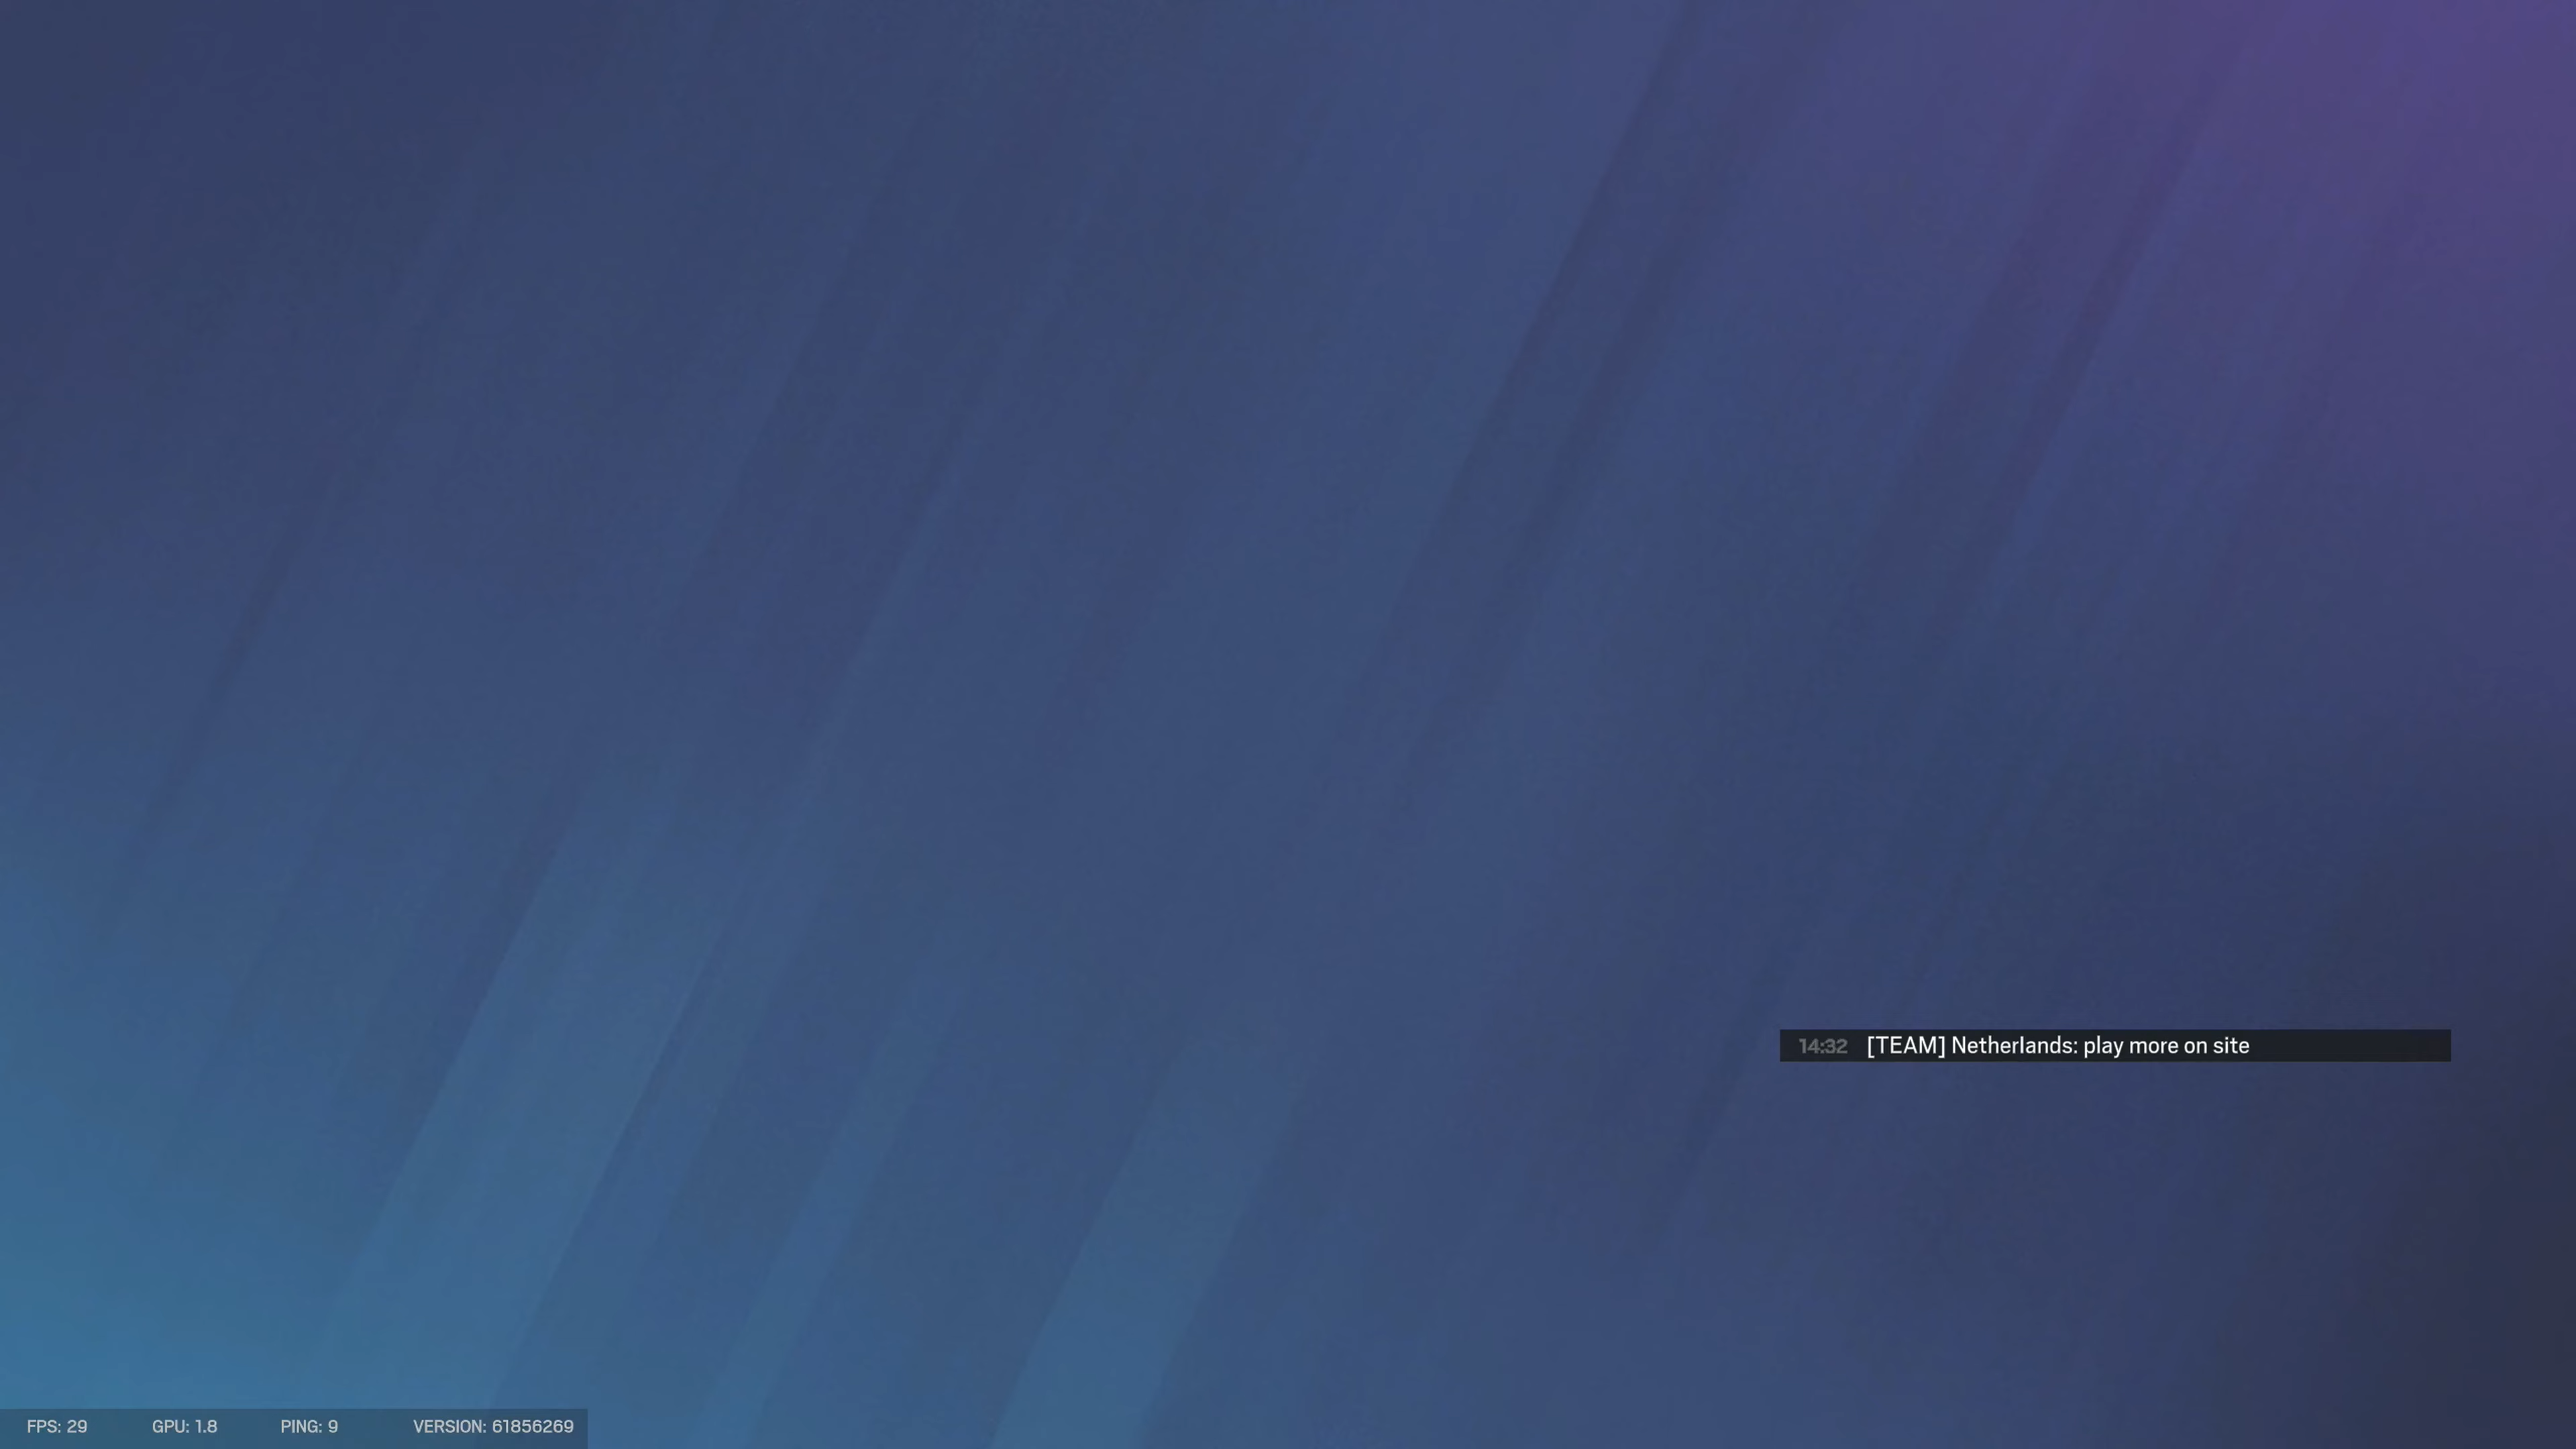 14:32 [TEAM] Netherlands: play more on site
FPS: 29 GPU: 1.8 PING: 9 VERSION: 61856269